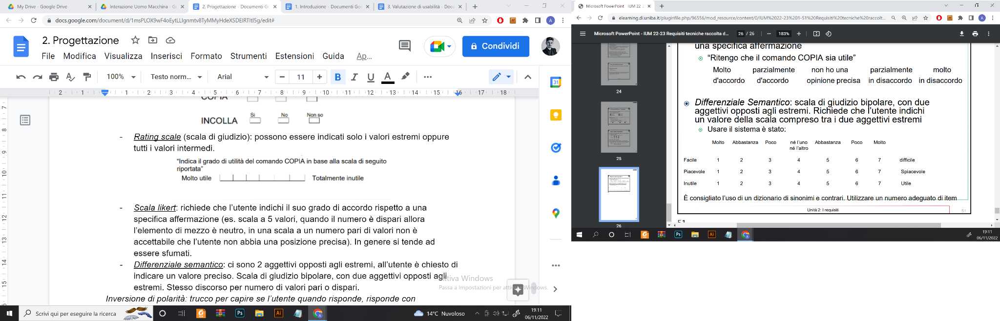 My Drive - Google Drive
Interazione Uomo Macchina - G
2. Progettazione - Documenti Go
1. Introduzione - Documenti Goo
3. Valutazione di usabilità - Docu
docs.google.com/document/d/1msPLOX9wF4oEytLLIgnmtv8TyMMyHdeXSDEIRTItI5g/edit#
2. Progettazione
Condividi
File Modifica Visualizza Inserisci Formato Strumenti Estensioni Guida Ap...
100% Testo norm... Arial 11 B I U A
2 1 1 2 3 4 5 6 7 8 9 10 11 12 13 14 15 16 17 18
COPIA
Si No Non so
INCOLLA
- Rating scale (scala di giudizio): possono essere indicati solo i valori estremi oppure
tutti i valori intermedi.
“Indica il grado di utilità del comando COPIA in base alla scala di seguito
riportata”
Molto utile Totalmente inutile
- Scala likert: richiede che l’utente indichi il suo grado di accordo rispetto a una
specifica affermazione (es. scala a 5 valori, quando il numero è dispari allora
l’elemento di mezzo è neutro, in una scala a un numero pari di valori non è
accettabile che l’utente non abbia una posizione precisa). In genere si tende ad
essere sfumati.
- Differenziale semantico: ci sono 2 aggettivi opposti agli estremi, all’utente è chiesto di
indicare un valore preciso. Scala di giudizio bipolare, con due aggettivi opposti agli
estremi. Stesso discorso per numero di valori pari o dispari.
Inversione di polarità: trucco per capire se l’utente quando risponde, risponde con
Attiva Windows
Passa a Impostazioni per attivare Windows.
7
8
9
10
11
12
13
14
15
31
Scrivi qui per eseguire la ricerca
Ps
Ai
14°C Nuvoloso
19:11
06/11/2022
Microsoft PowerPoint - IUM 22-2
elearning.di.uniba.it/pluginfile.php/96556/mod_resource/content/0/IUM%2022-23%201-51%20Requisiti%20tecniche%20raccolt...
Microsoft PowerPoint - IUM 22-23 Requisiti tecniche raccolta d... 26 / 26 183%
24
25
26
una specifica affermazione
“Ritengo che il comando COPIA sia utile”
Molto parzialmente non ho una parzialmente molto
d'accordo d'accordo opinione precisa in disaccordo in disaccordo
Differenziale Semantico: scala di giudizio bipolare, con due
aggettivi opposti agli estremi. Richiede che l’utente indichi
un valore della scala compreso tra i due aggettivi estremi
Usare il sistema è stato:
Molto Abbastanza Poco né l’uno Abbastanza Poco Molto
né l’altro
Facile 1 2 3 4 5 6 7 difficile
Piacevole 1 2 3 4 5 6 7 Spiacevole
Inutile 1 2 3 4 5 6 7 Utile
È consigliato l’uso di un dizionario di sinonimi e contrari. Utilizzare un numero adeguato di item
Unità 2: I requisiti
51
51
Ps
Ai
19:11
06/11/2022